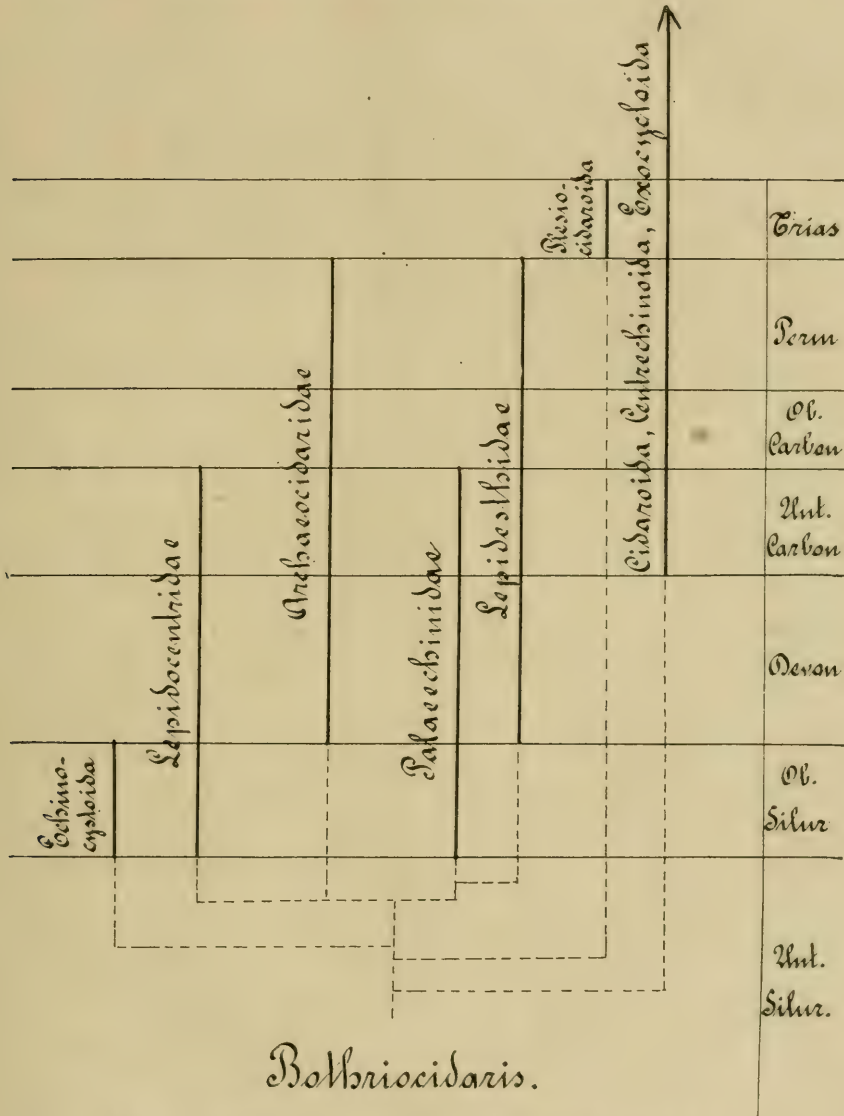 Echino-
cystoida
Lepidocentridae
Archaeocidaridae
Palaeechinidae
Lepidesthidae
Plesio-
cidaroida
Cidaroida, Centrechinoida, Exocycloida
Trias
Perm
Ob.
Carbon
Unt.
Carbon
Devon
Ob.
Silur
Unt.
Silur.
Bothriocidaris.